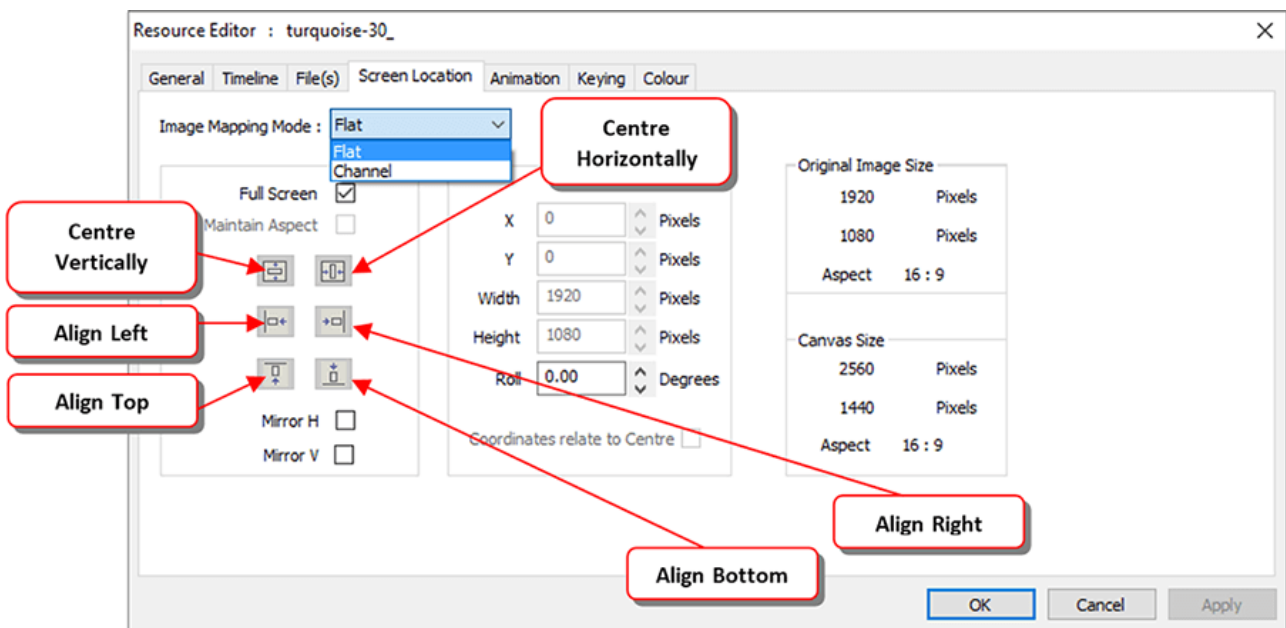 Resource Editor : turquoise-30_
General Timeline File(s) Screen Location Animation Keying Colour
Image Mapping Mode : Flat
Flat
Channel
Centre
Horizontally
Full Screen
Maintain Aspect
Centre
Vertically
Align Left
Align Top
Mirror H
Mirror V
X 0 Pixels
Y 0 Pixels
Width 1920 Pixels
Height 1080 Pixels
Roll 0.00 Degrees
Coordinates relate to Centre
Original Image Size
1920 Pixels
1080 Pixels
Aspect 16 : 9
Canvas Size
2560 Pixels
1440 Pixels
Aspect 16 : 9
Align Right
Align Bottom
OK Cancel Apply